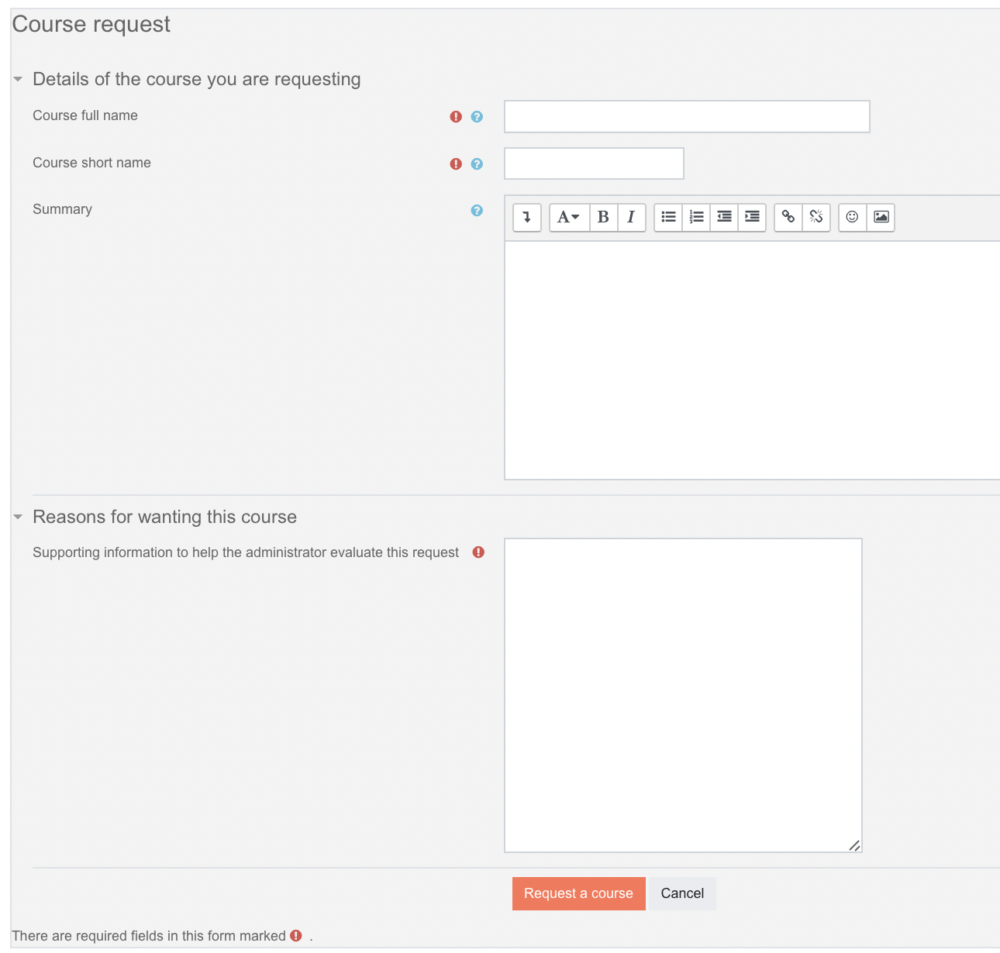 Course request
Details of the course you are requesting
Course full name
Course short name
Summary
A B I
Reasons for wanting this course
Supporting information to help the administrator evaluate this request
Request a course Cancel
There are required fields in this form marked .